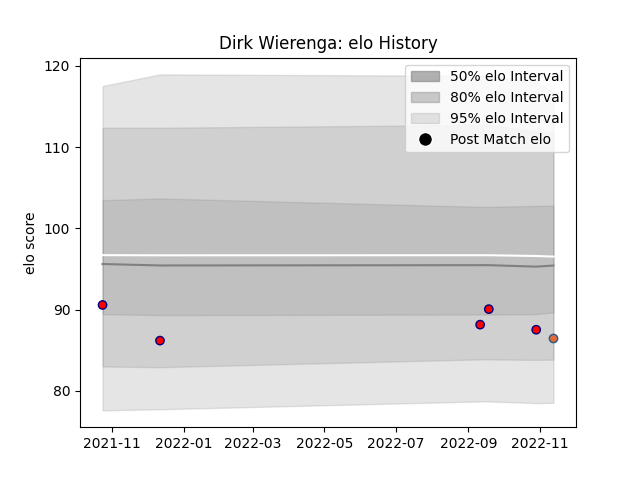 Dirk Wierenga: elo History
elo score
120
110
100
90
80
50% elo Interval
80% elo Interval
95% elo Interval
Post Match elo
2021-11 2022-01 2022-03 2022-05 2022-07 2022-09 2022-11